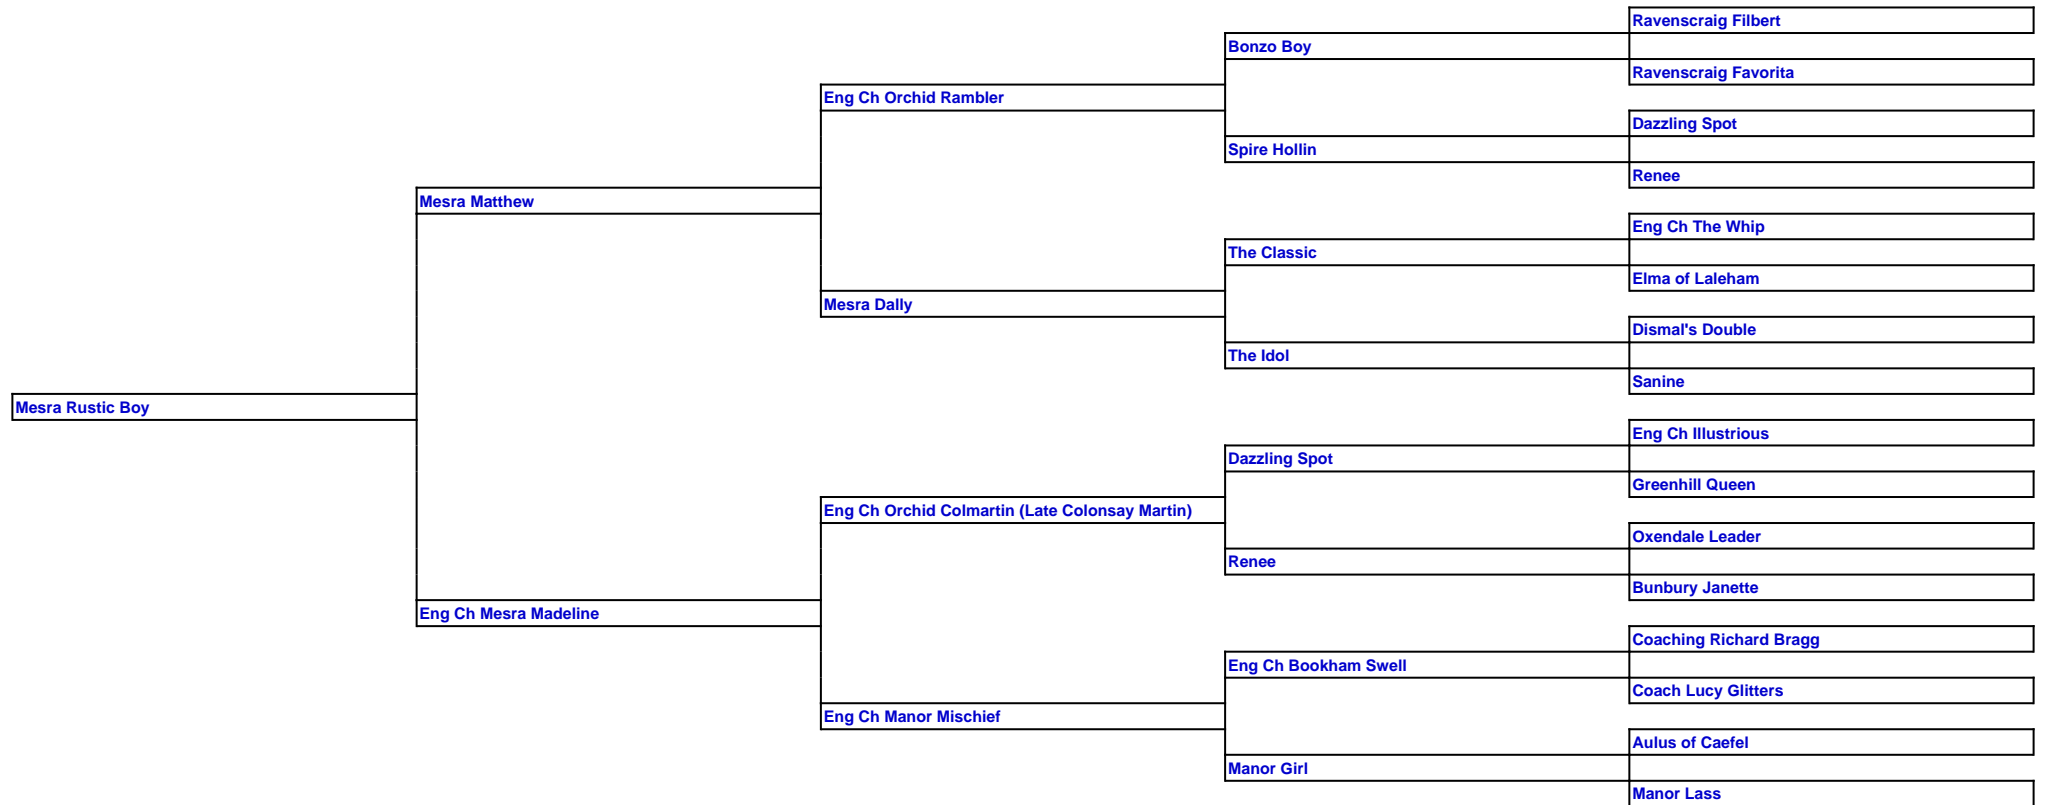 Ravenscraig Filbert
Bonzo Boy
Ravenscraig Favorita
Eng Ch Orchid Rambler
Dazzling Spot
Spire Hollin
Renee
Mesra Matthew
Eng Ch The Whip
The Classic
Elma of Laleham
Mesra Dally
Dismal's Double
The Idol
Sanine
Mesra Rustic Boy
Eng Ch Illustrious
Dazzling Spot
Greenhill Queen
Eng Ch Orchid Colmartin (Late Colonsay Martin)
Oxendale Leader
Renee
Bunbury Janette
Eng Ch Mesra Madeline
Coaching Richard Bragg
Eng Ch Bookham Swell
Coach Lucy Glitters
Eng Ch Manor Mischief
Aulus of Caefel
Manor Girl
Manor Lass